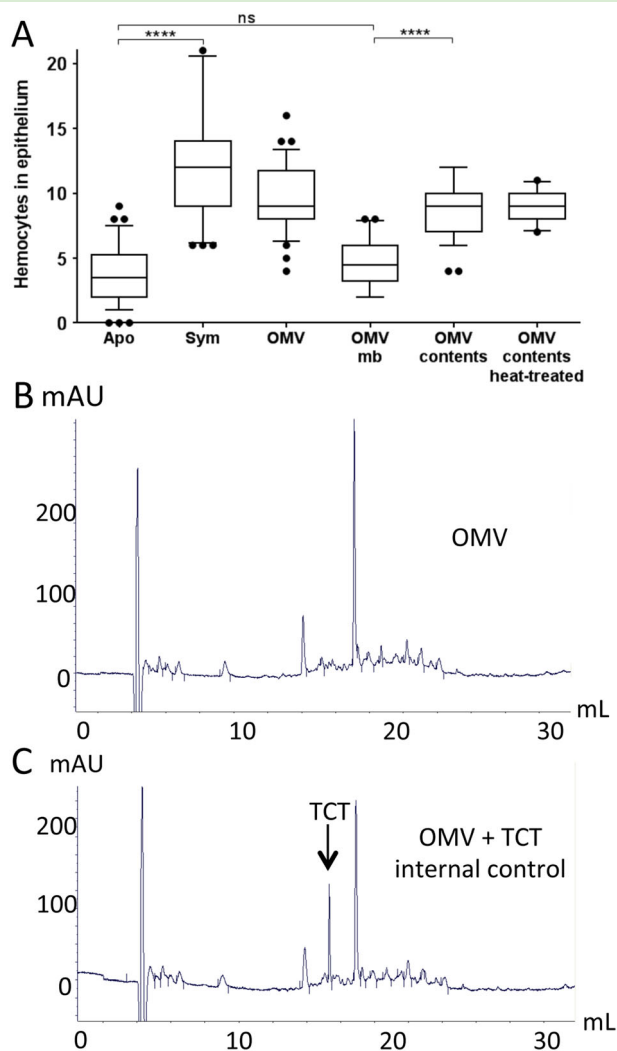 A
ns
****
****
Hemocytes in epithelium
20
15
10
5
0
Apo
Sym
OMV
OMV
mb
OMV
contents
OMV
contents
heat-treated
B mAU
200
100
0
OMV
0 10 20 30 mL
C mAU
200
100
0
TCT
OMV + TCT
internal control
0 10 20 30 mL